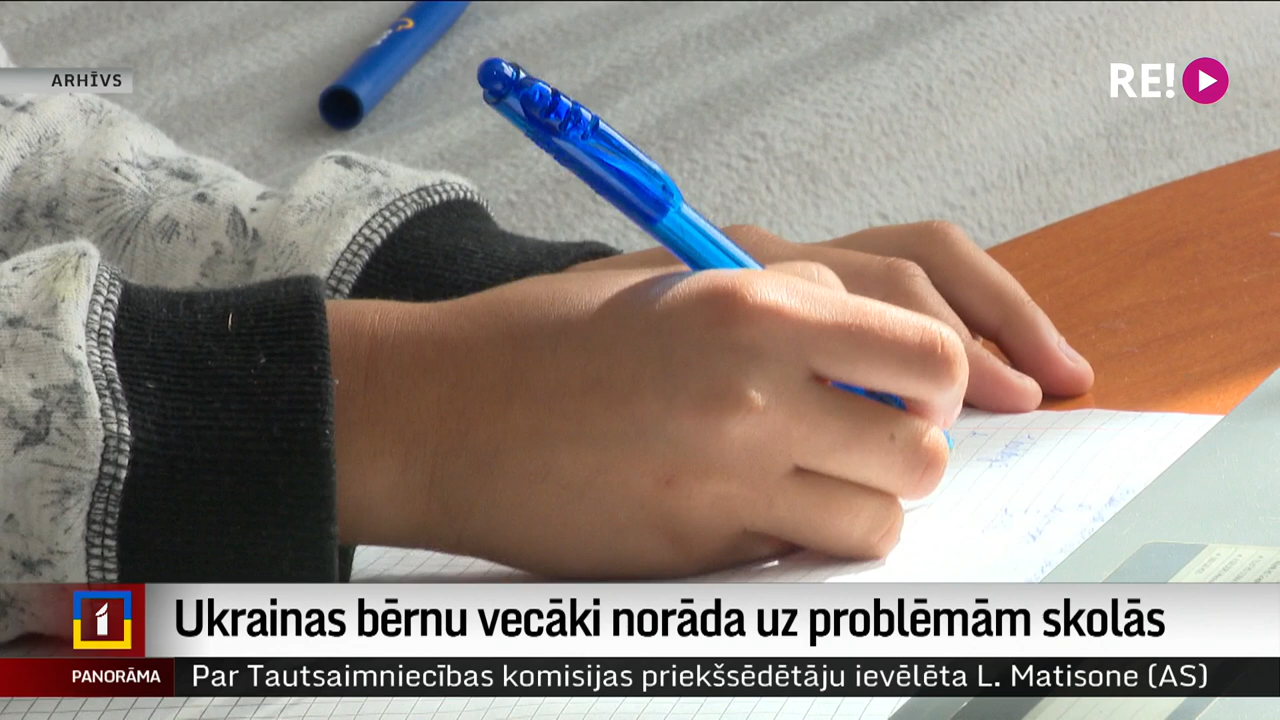 ARHĪVS
RE!
1
Ukrainas bērnu vecāki norāda uz problēmām skolās
PANORĀMA
Par Tautsaimniecības komisijas priekšsēdētāju ievēlēta L. Matisone (AS)